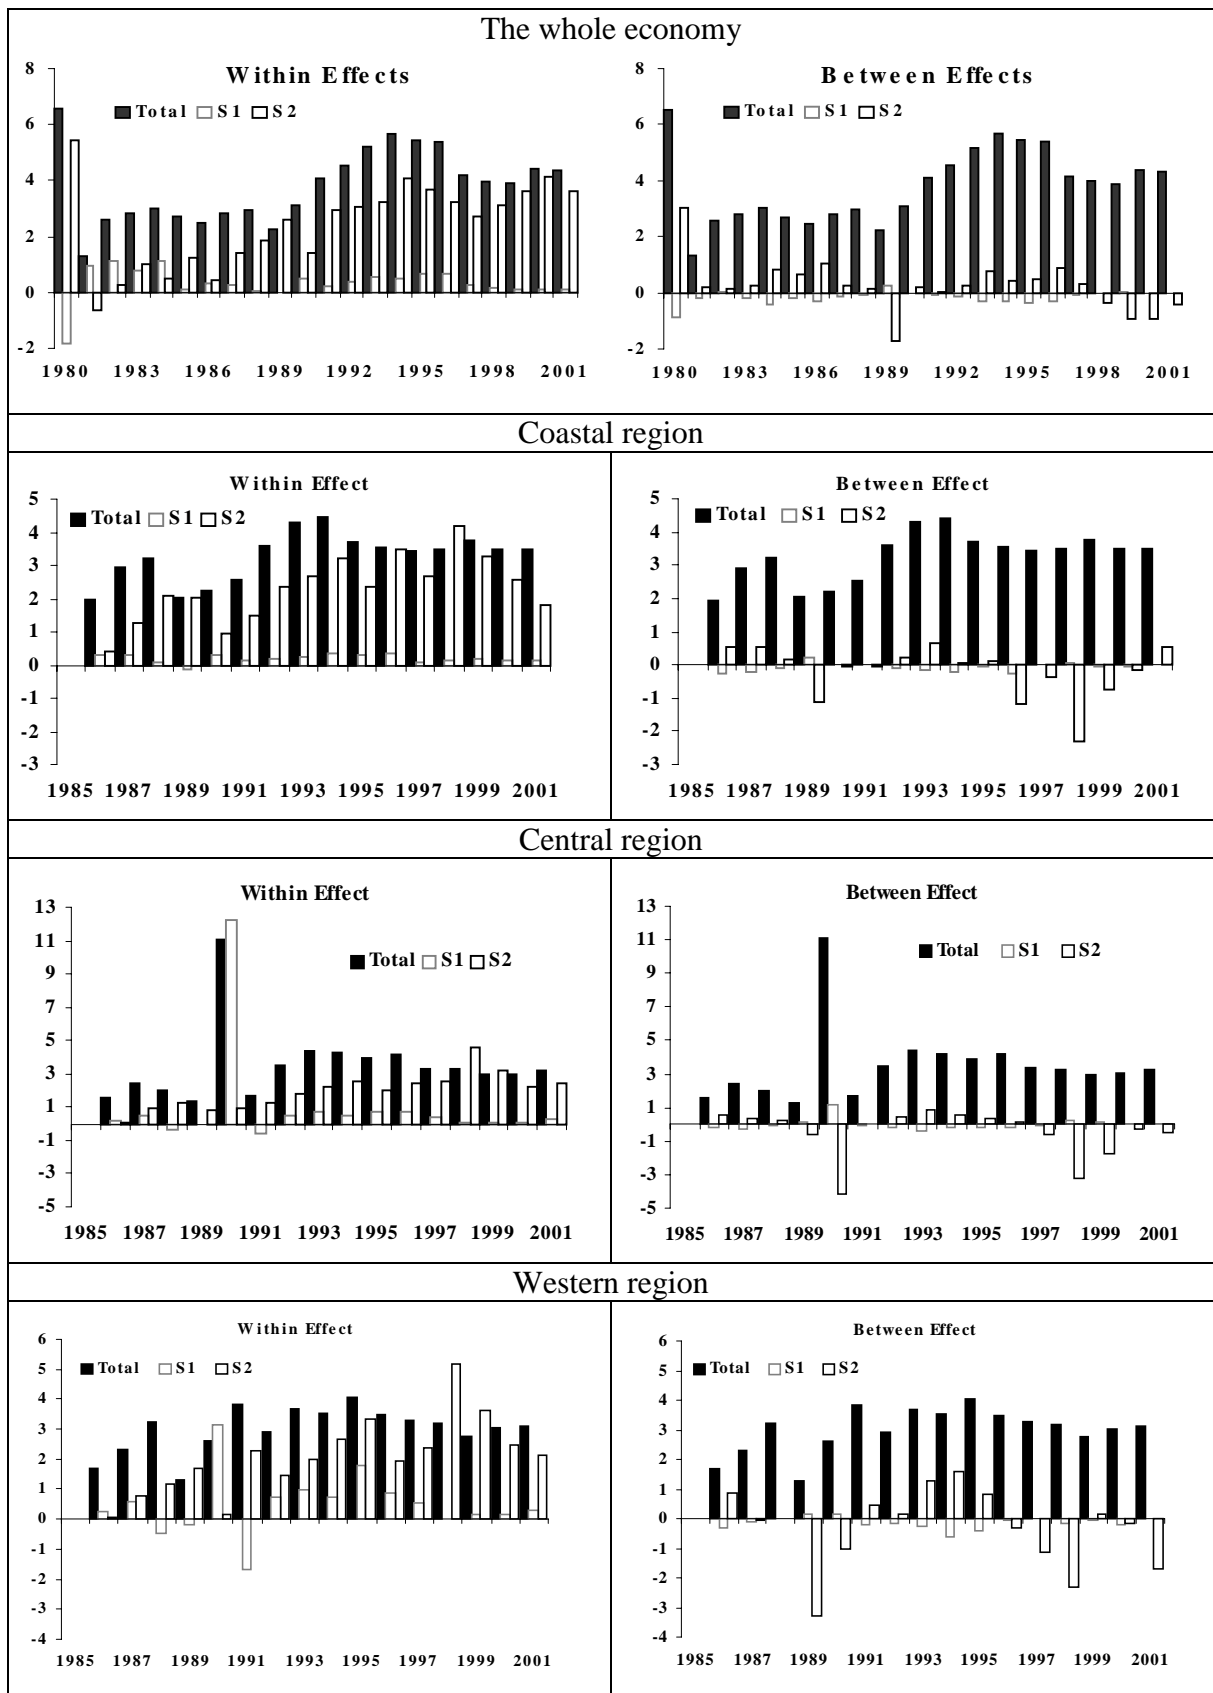 The whole economy
Within Effects
Total S1 S2
8
6
4
2
0
-2
1980 1983 1986 1989 1992 1995 1998 2001
Between Effects
Total S1 S2
8
6
4
2
0
-2
1980 1983 1986 1989 1992 1995 1998 2001
Coastal region
Within Effect
Total S1 S2
5
4
3
2
1
0
-1
-2
-3
1985 1987 1989 1991 1993 1995 1997 1999 2001
Between Effect
Total S1 S2
5
4
3
2
1
0
-1
-2
-3
1985 1987 1989 1991 1993 1995 1997 1999 2001
Central region
Within Effect
Total S1 S2
13
11
9
7
5
3
1
-1
-3
-5
1985 1987 1989 1991 1993 1995 1997 1999 2001
Between Effect
Total S1 S2
13
11
9
7
5
3
1
-1
-3
-5
1985 1987 1989 1991 1993 1995 1997 1999 2001
Western region
Within Effect
Total S1 S2
6
5
4
3
2
1
0
-1
-2
-3
-4
1985 1987 1989 1991 1993 1995 1997 1999 2001
Between Effect
Total S1 S2
6
5
4
3
2
1
0
-1
-2
-3
-4
1985 1987 1989 1991 1993 1995 1997 1999 2001